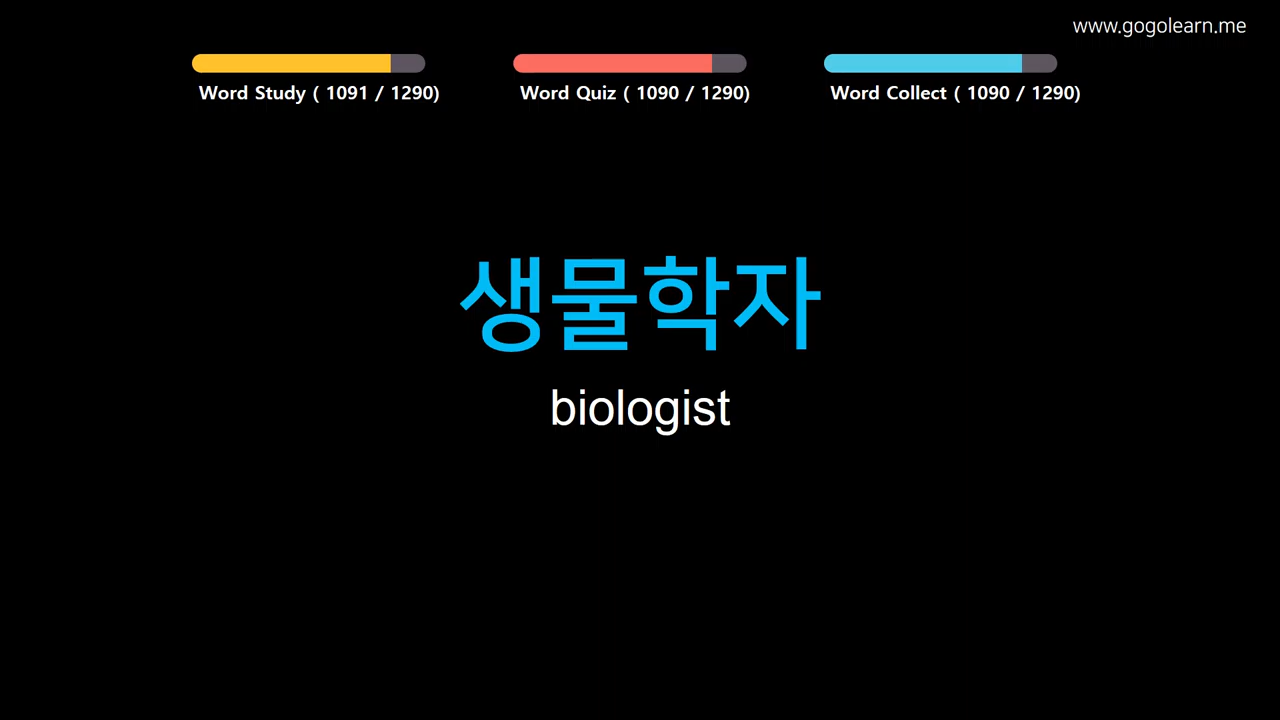 www.gogolearn.me
Word Study ( 1091 / 1290)
Word Quiz ( 1090 / 1290)
Word Collect ( 1090 / 1290)
생물학자
biologist